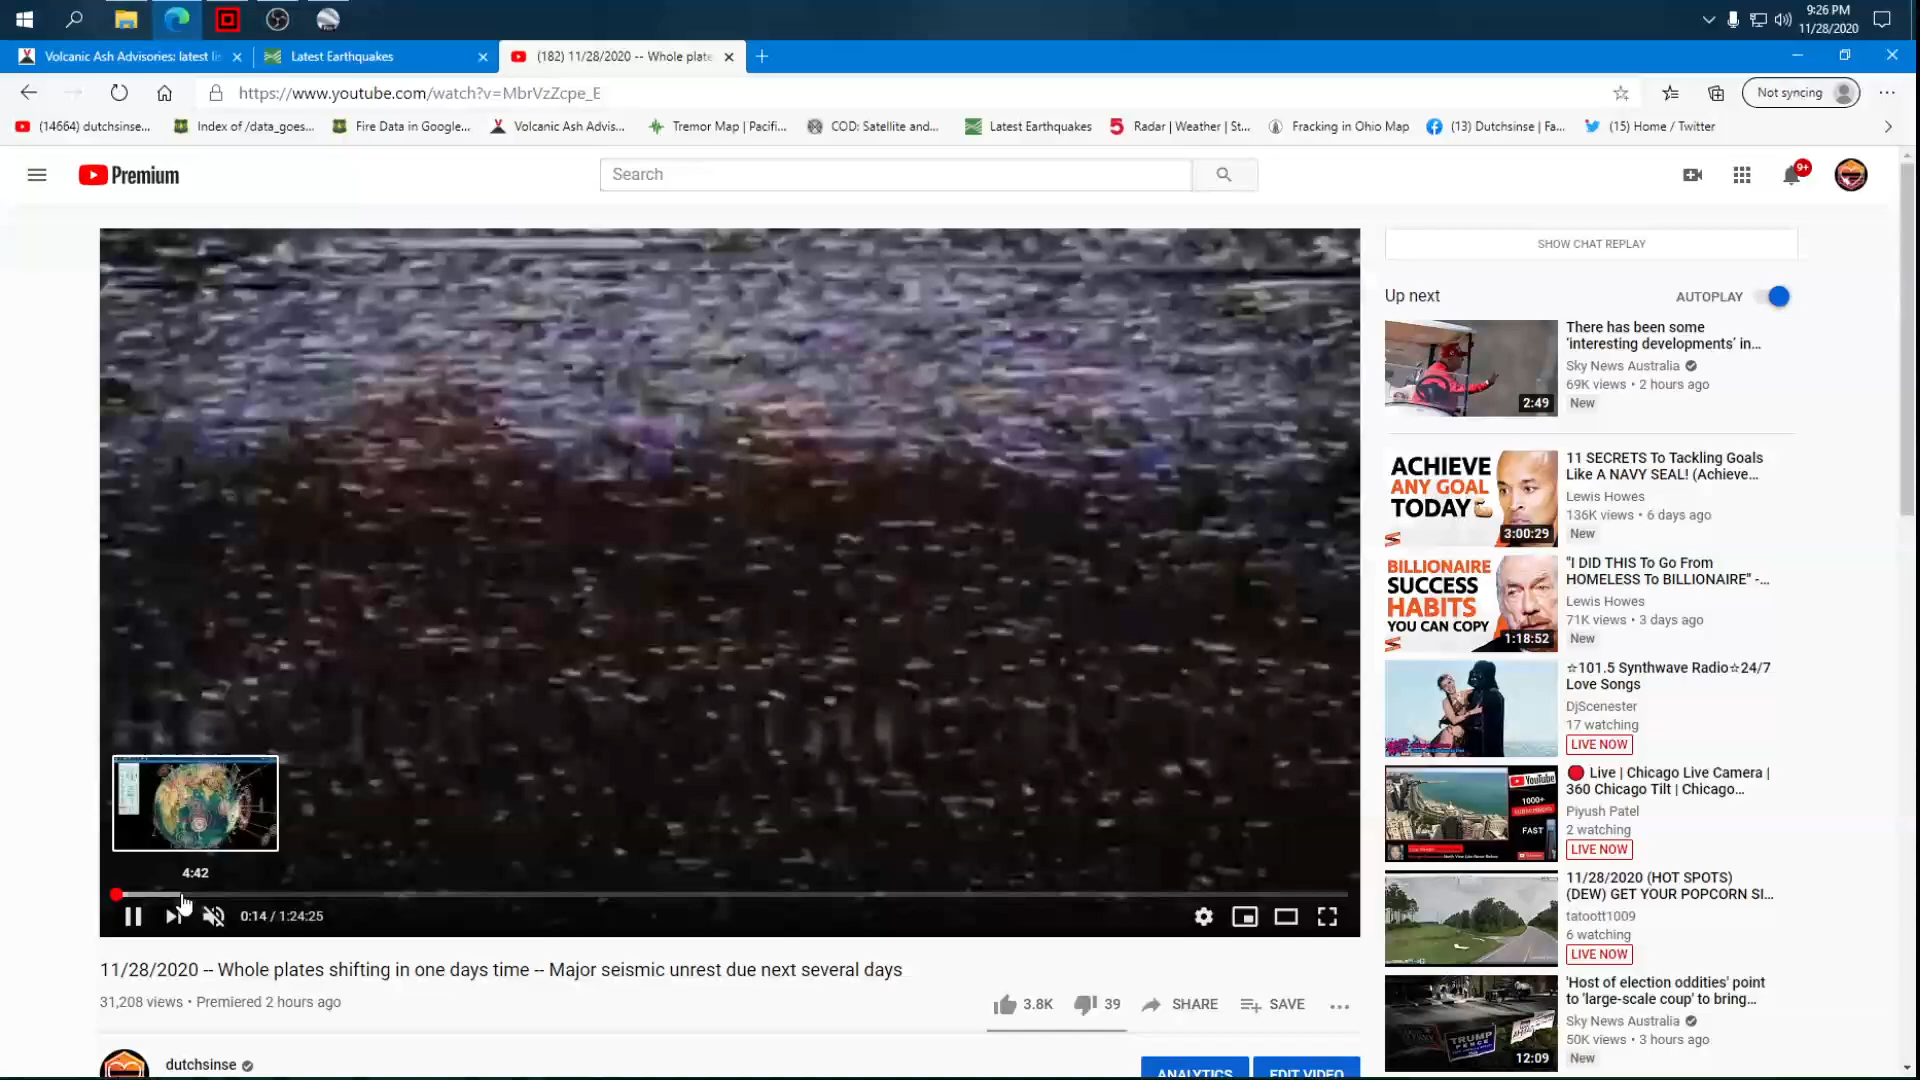 9:26 PM
11/28/2020
Volcanic Ash Advisories: latest li
Latest Earthquakes
(182) 11/28/2020 -- Whole plate
https://www.youtube.com/watch?v=MbrVzZcpe_E
Not syncing
(14664) dutchsinse...
Index of /data_goes...
Fire Data in Google...
Volcanic Ash Advis...
Tremor Map | Pacifi...
COD: Satellite and...
Latest Earthquakes
Radar | Weather | St...
Fracking in Ohio Map
(13) Dutchsinse | Fa...
(15) Home / Twitter
Premium
Search
9+
SHOW CHAT REPLAY
Up next
AUTOPLAY
There has been some
'interesting developments' in...
Sky News Australia
69K views • 2 hours ago
New
2:49
ACHIEVE
ANY GOAL
TODAY
3:00:29
11 SECRETS To Tackling Goals
Like A NAVY SEAL! (Achieve...
Lewis Howes
136K views • 6 days ago
New
BILLIONAIRE
SUCCESS
HABITS
YOU CAN COPY
1:18:52
"I DID THIS To Go From
HOMELESS To BILLIONAIRE" -...
Lewis Howes
71K views • 3 days ago
New
☆101.5 Synthwave Radio☆24/7
Love Songs
DjScenester
17 watching
LIVE NOW
YouTube
1000+
FAST
Live | Chicago Live Camera |
360 Chicago Tilt | Chicago...
Piyush Patel
2 watching
LIVE NOW
11/28/2020 (HOT SPOTS)
(DEW) GET YOUR POPCORN SI...
tatoott1009
6 watching
LIVE NOW
TRUMP
PENCE
12:09
'Host of election oddities' point
to 'large-scale coup' to bring...
Sky News Australia
50K views • 3 hours ago
New
4:42
0:14 / 1:24:25
11/28/2020 -- Whole plates shifting in one days time -- Major seismic unrest due next several days
31,208 views • Premiered 2 hours ago
3.8K
39
SHARE
SAVE
dutchsinse
ANALYTICS
EDIT VIDEO